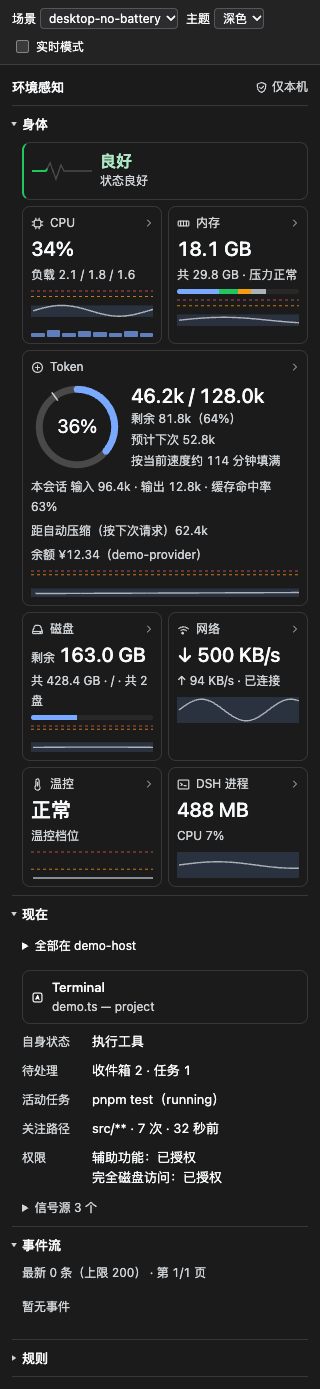 场景 desktop-no-battery 主题 深色
实时模式
环境感知 仅本机
身体
良好
状态良好
CPU
34%
负载 2.1 / 1.8 / 1.6
内存
18.1 GB
共 29.8 GB · 压力正常
Token
36%
46.2k / 128.0k
剩余 81.8k（64%）
预计下次 52.8k
按当前速度约 114 分钟填满
本会话 输入 96.4k · 输出 12.8k · 缓存命中率
63%
距自动压缩（按下次请求）62.4k
余额 ¥12.34（demo-provider）
磁盘
剩余 163.0 GB
共 428.4 GB · / · 共 2
盘
网络
↓ 500 KB/s
↑ 94 KB/s · 已连接
温控
正常
温控档位
DSH 进程
488 MB
CPU 7%
现在
全部在 demo-host
Terminal
demo.ts — project
自身状态 执行工具
待处理 收件箱 2 · 任务 1
活动任务 pnpm test（running）
关注路径 src/** · 7 次 · 32 秒前
权限 辅助功能：已授权
完全磁盘访问：已授权
信号源 3 个
事件流
最新 0 条（上限 200） · 第 1/1 页
暂无事件
规则